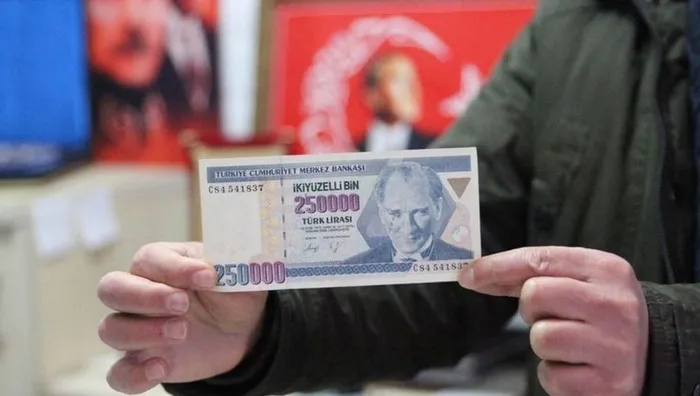 TÜRKİYE CUMHURİYET MERKEZ BANKASI
C84541837
İKİYÜZELLİ BİN
250000
TÜRK LİRASI
250000
C84541837